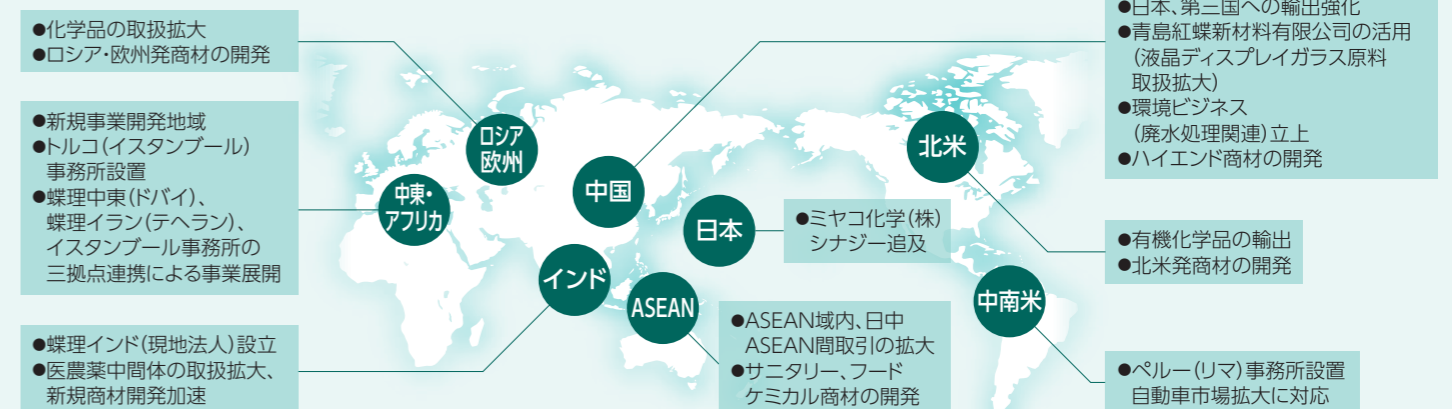 ●化学品の取扱拡大
●ロシア・欧州発商材の開発
●新規事業開発地域
●トルコ(イスタンブール)
事務所設置
●蝶理中東(ドバイ)、
蝶理イラン(テヘラン)、
イスタンブール事務所の
三拠点連携による事業展開
●蝶理インド(現地法人)設立
●医農薬中間体の取扱拡大、
新規商材開発加速
ロシア
欧州
中東・
アフリカ
中国
インド
ASEAN
日本
北米
中南米
●ミヤコ化学(株)
シナジー追及
●ASEAN域内、日中
ASEAN間取引の拡大
●サニタリー、フード
ケミカル商材の開発
●日本、第三国への輸出強化
●青島紅蝶新材料有限公司の活用
(液晶ディスプレイガラス原料
取扱拡大)
●環境ビジネス
(廃水処理関連)立上
●ハイエンド商材の開発
●有機化学品の輸出
●北米発商材の開発
●ペルー(リマ)事務所設置
自動車市場拡大に対応